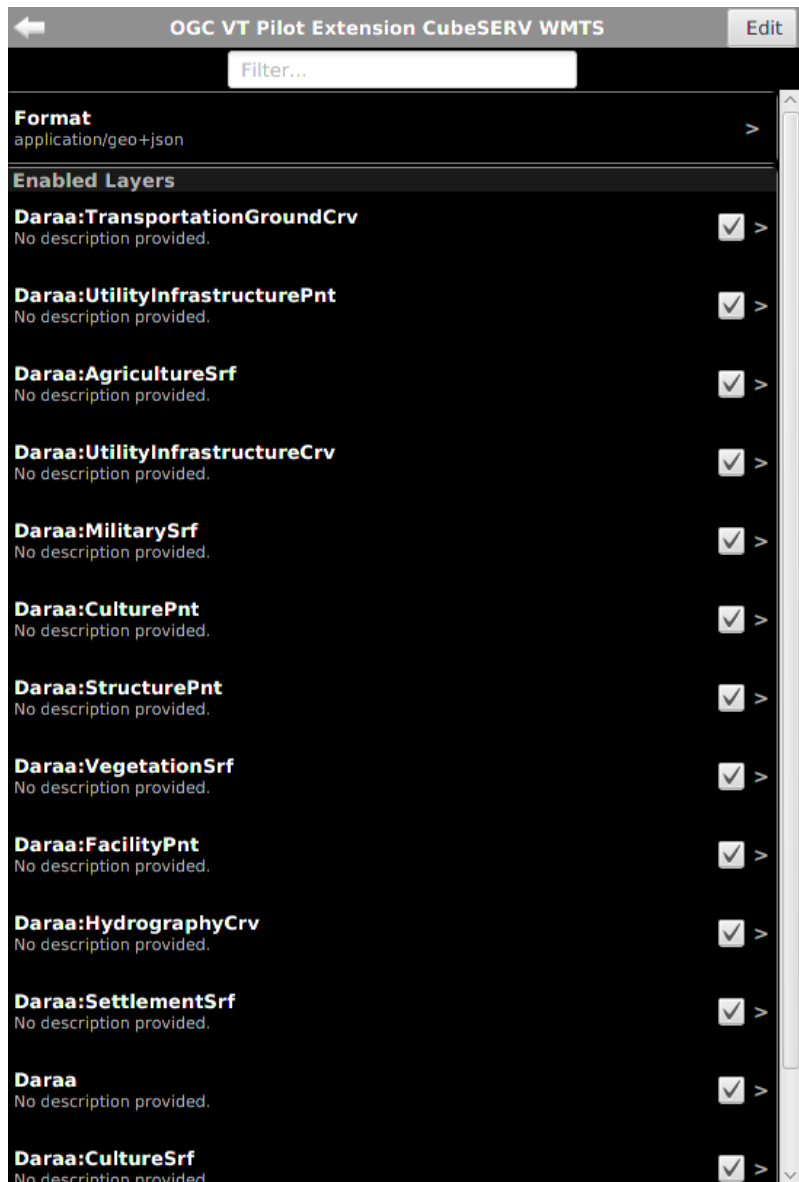 OGC VT Pilot Extension CubeSERV WMTS
Edit
Filter...
Format
application/geo+json
>
Enabled Layers
Daraa:TransportationGroundCrv
No description provided.
>
Daraa:UtilityInfrastructurePnt
No description provided.
>
Daraa:AgricultureSrf
No description provided.
>
Daraa:UtilityInfrastructureCrv
No description provided.
>
Daraa:MilitarySrf
No description provided.
>
Daraa:CulturePnt
No description provided.
>
Daraa:StructurePnt
No description provided.
>
Daraa:VegetationSrf
No description provided.
>
Daraa:FacilityPnt
No description provided.
>
Daraa:HydrographyCrv
No description provided.
>
Daraa:SettlementSrf
No description provided.
>
Daraa
No description provided.
>
Daraa:CultureSrf
No description provided.
>